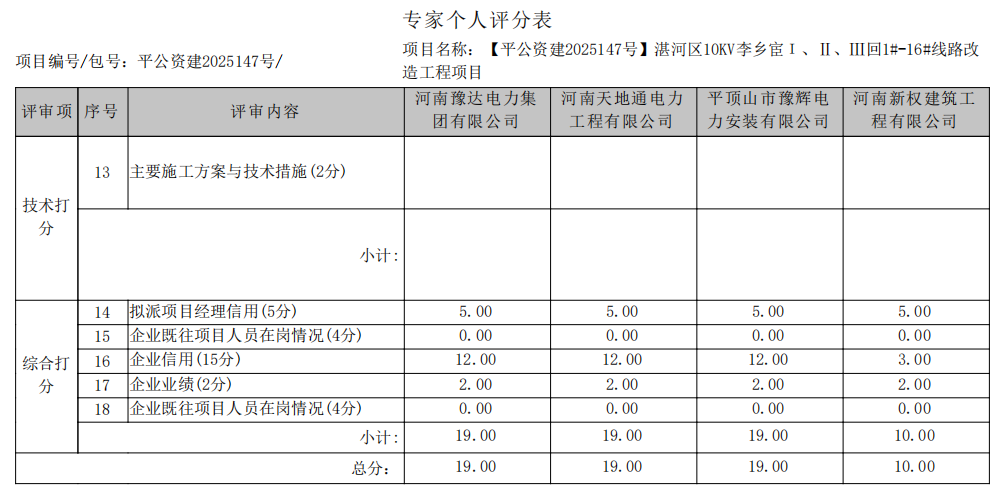 专家个人评分表
项目编号/包号：平公资建2025147号/
项目名称：【平公资建2025147号】湛河区10KV李乡宦Ⅰ、Ⅱ、Ⅲ回1#-16#线路改
造工程项目
评审项 序号 评审内容 河南豫达电力集团有限公司 河南天地通电力工程有限公司 平顶山市豫辉电力安装有限公司 河南新权建筑工程有限公司
技术打分
13 主要施工方案与技术措施(2分)
小计:
综合打分
14 拟派项目经理信用(5分) 5.00 5.00 5.00 5.00
15 企业既往项目人员在岗情况(4分) 0.00 0.00 0.00 0.00
16 企业信用(15分) 12.00 12.00 12.00 3.00
17 企业业绩(2分) 2.00 2.00 2.00 2.00
18 企业既往项目人员在岗情况(4分) 0.00 0.00 0.00 0.00
小计: 19.00 19.00 19.00 10.00
总分: 19.00 19.00 19.00 10.00